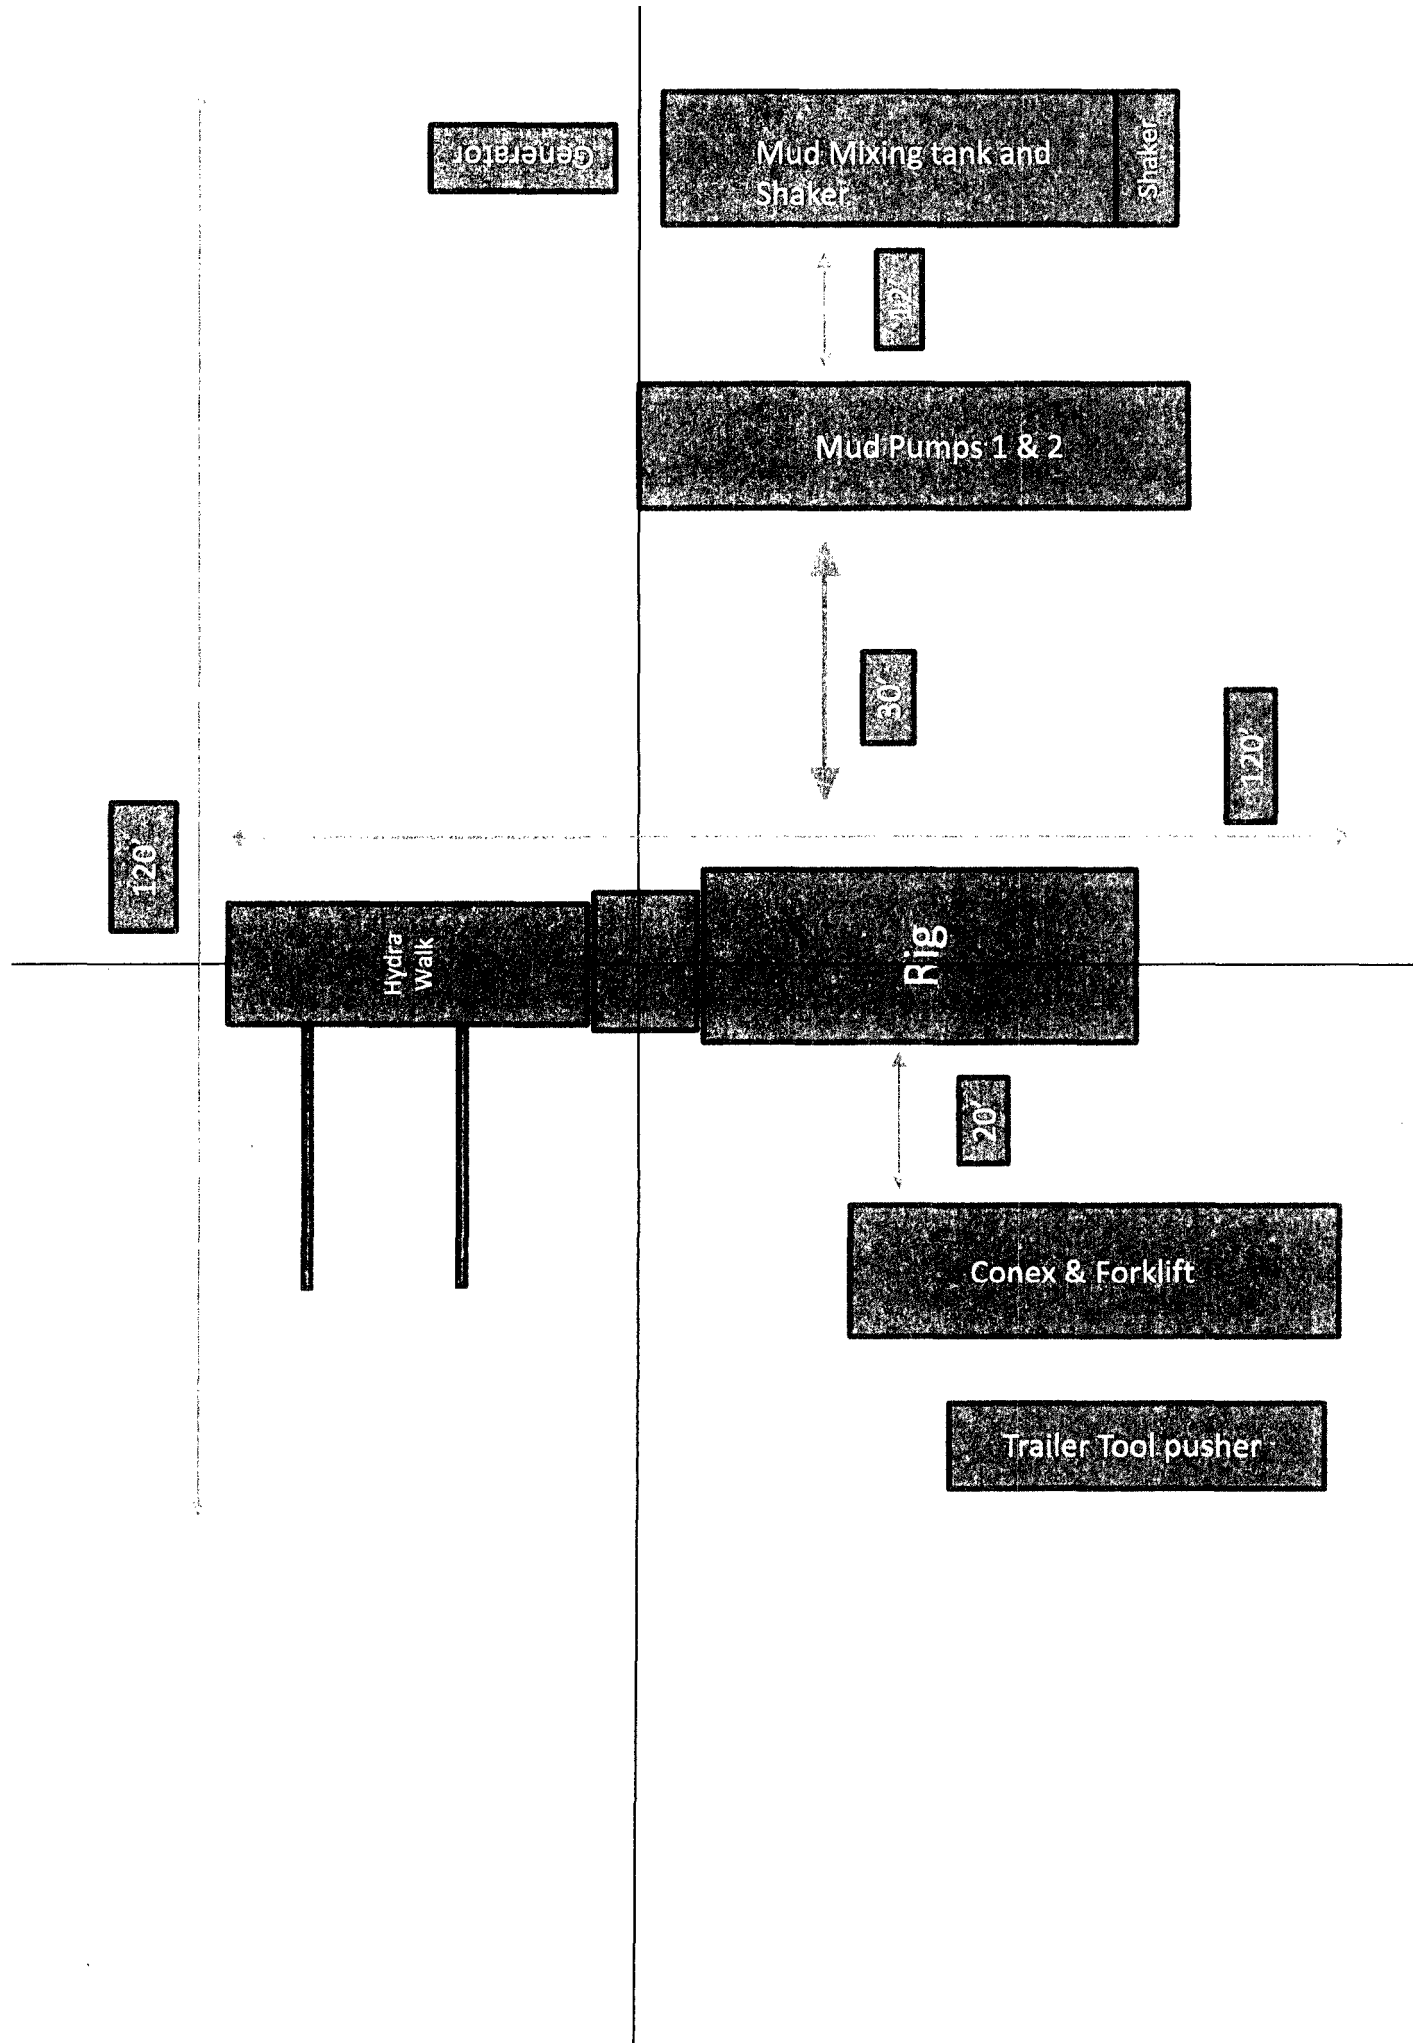 Generator
Mud Mixing tank and
Shaker
Shaker
12'
Mud Pumps 1 & 2
30'
120'
120'
Hydra
Walk
Rig
20'
Conex & Forklift
Trailer Tool pusher